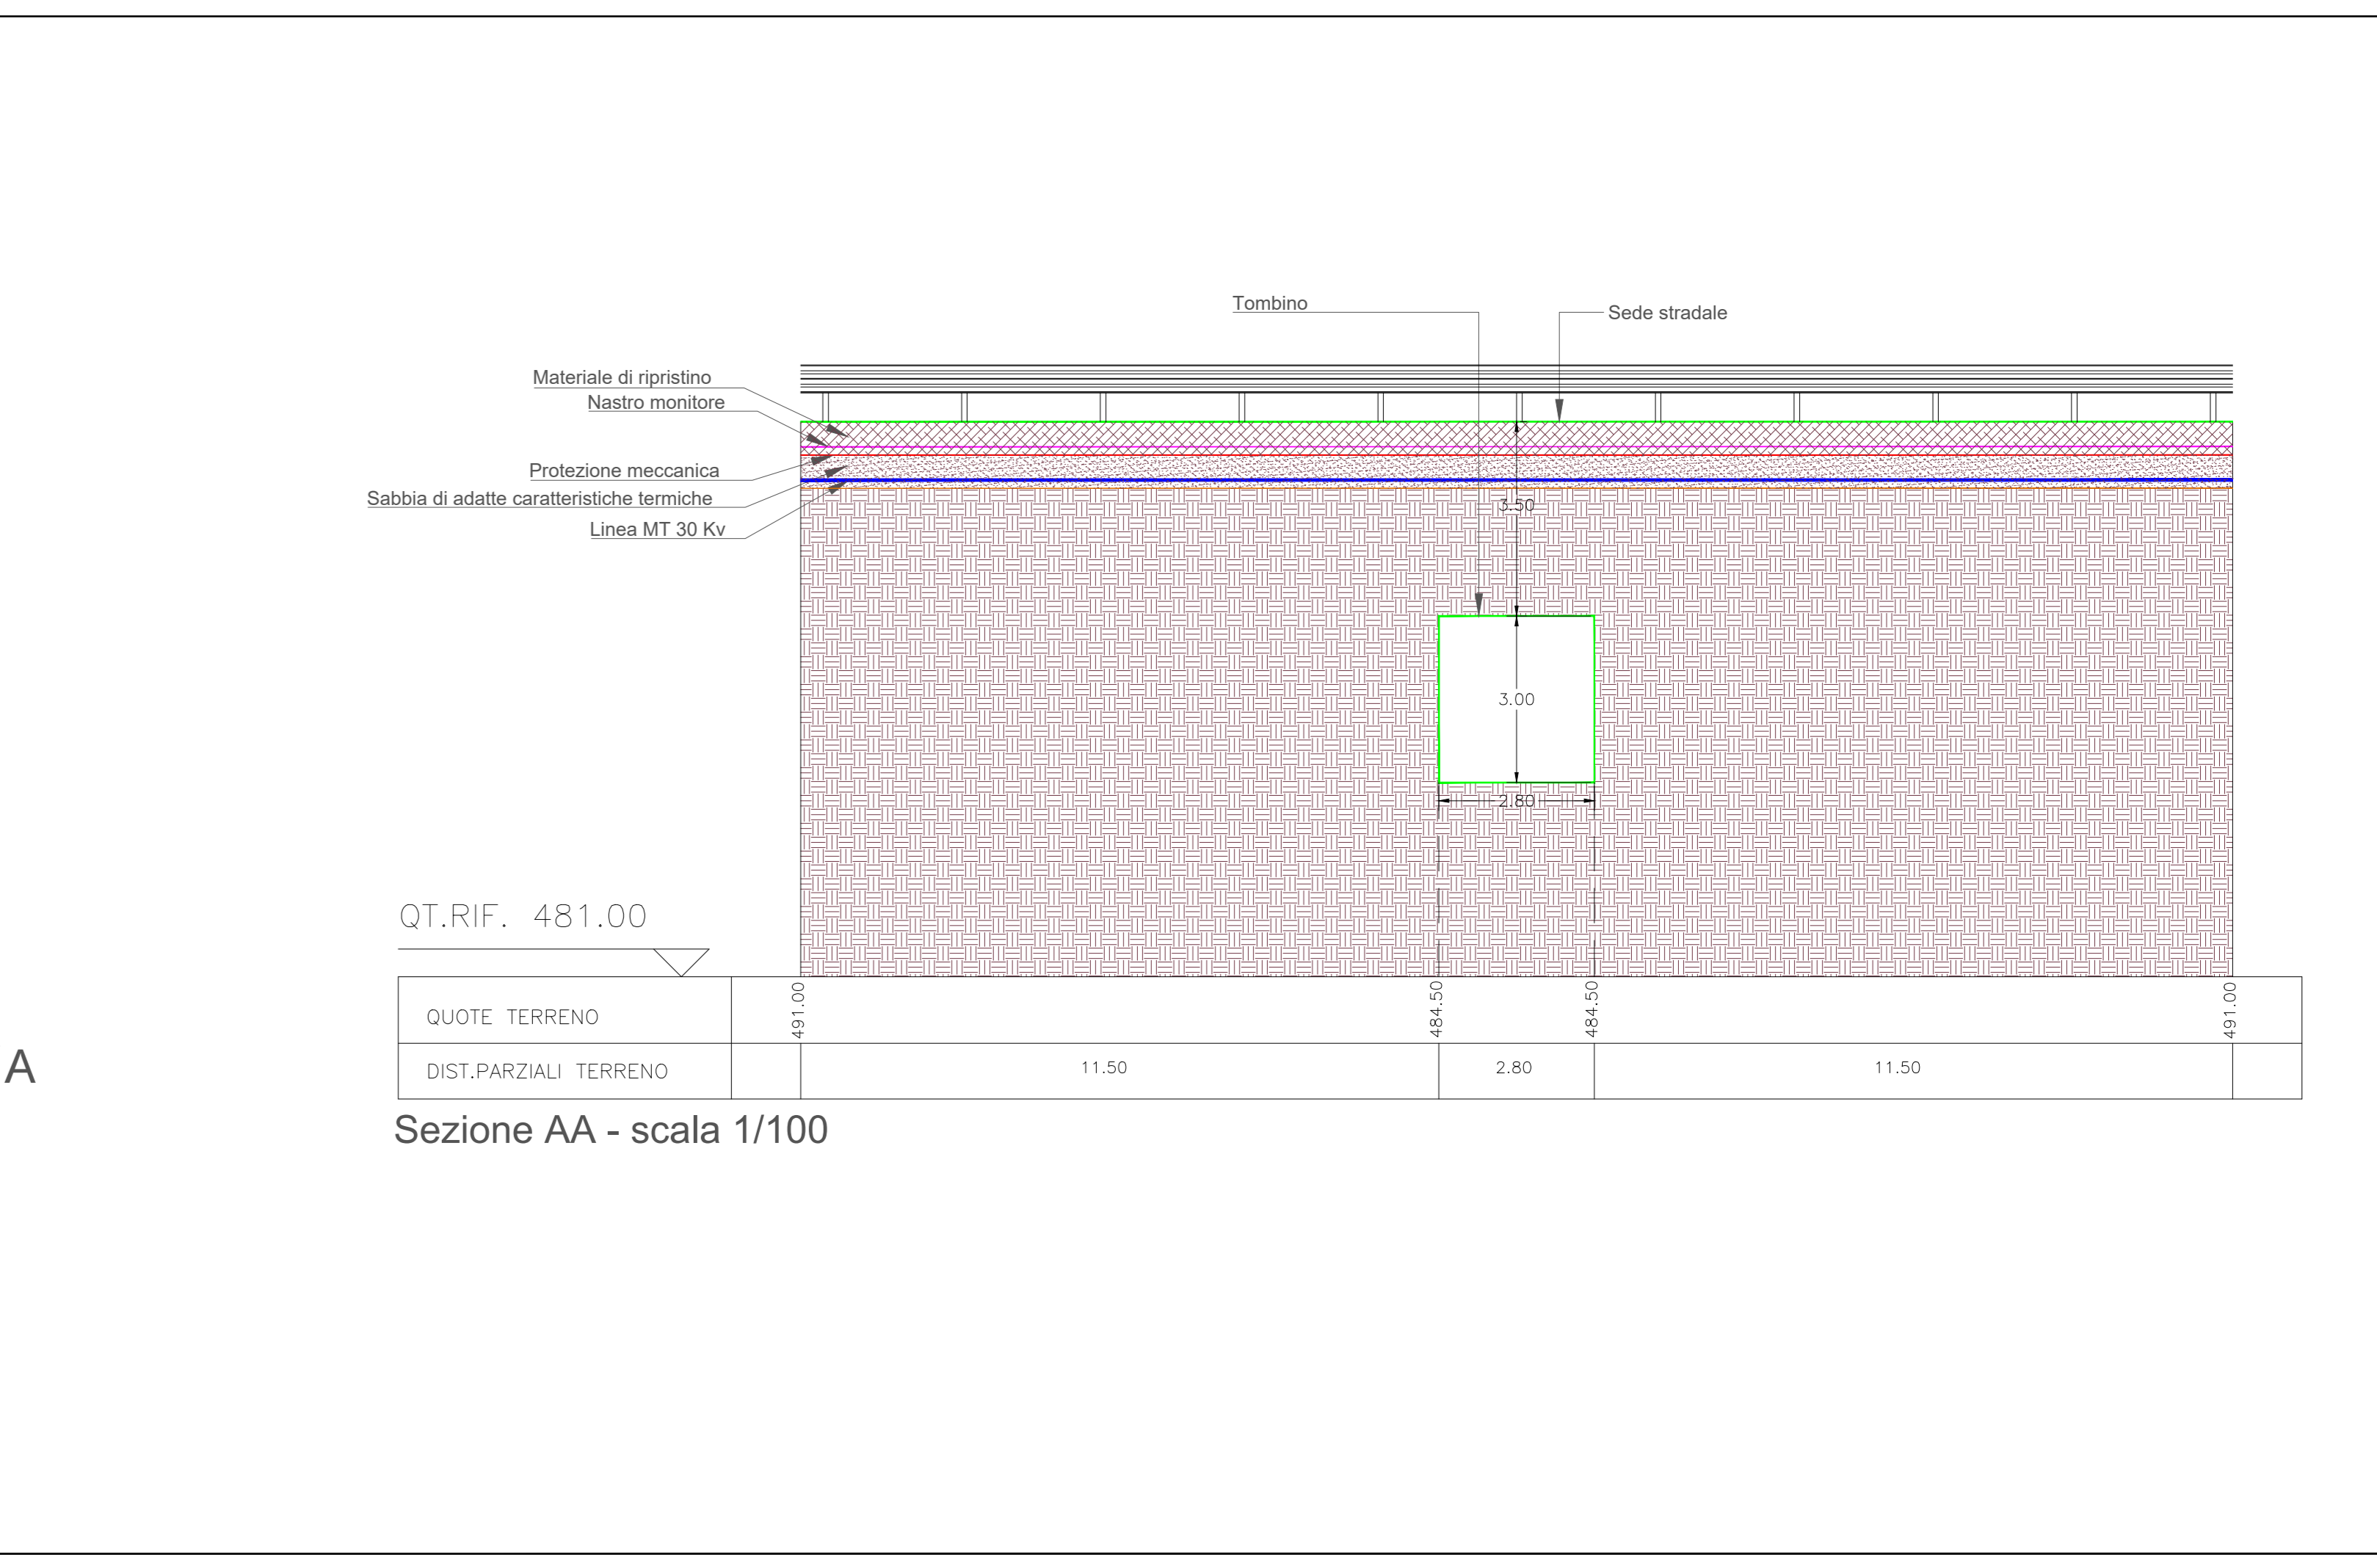 Tombino
Sede stradale
Materiale di ripristino
Nastro monitore
Protezione meccanica
Sabbia di adatte caratteristiche termiche
Linea MT 30 Kv
3.50
3.00
2.80
QT.RIF. 481.00
QUOTE TERRENO
491.00
484.50
484.50
491.00
A
DIST.PARZIALI TERRENO
11.50
2.80
11.50
Sezione AA - scala 1/100